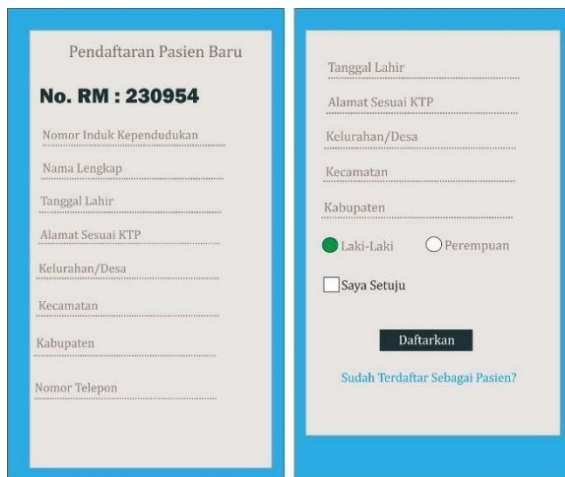 Pendaftaran Pasien Baru
No. RM : 230954
Nomor Induk Kependudukan
Nama Lengkap
Tanggal Lahir
Alamat Sesuai KTP
Kelurahan/Desa
Kecamatan
Kabupaten
Nomor Telepon
Tanggal Lahir
Alamat Sesuai KTP
Kelurahan/Desa
Kecamatan
Kabupaten
Laki-Laki Perempuan
Saya Setuju
Daftarkan
Sudah Terdaftar Sebagai Pasien?